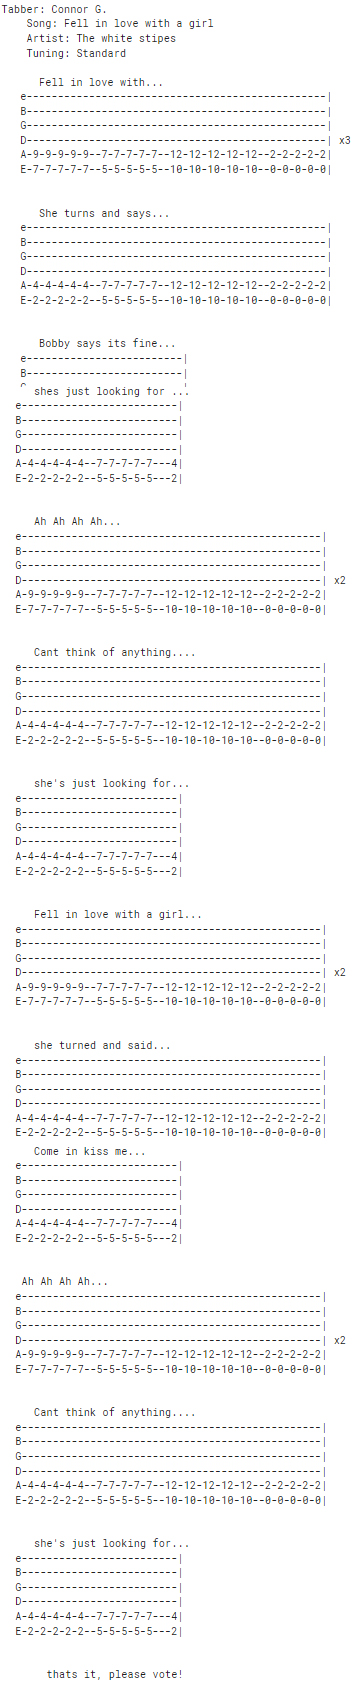 Tabber: Connor G.
Song: Fell in love with a girl
Artist: The white stipes
Tuning: Standard
Fell in love with...
e------------------------------------------------|
B------------------------------------------------|
G------------------------------------------------|
D------------------------------------------------| x3
A-9-9-9-9-9--7-7-7-7-7--12-12-12-12-12--2-2-2-2-2|
E-7-7-7-7-7--5-5-5-5-5--10-10-10-10-10--0-0-0-0-0|
She turns and says...
e------------------------------------------------|
B------------------------------------------------|
G------------------------------------------------|
D------------------------------------------------|
A-4-4-4-4-4--7-7-7-7-7--12-12-12-12-12--2-2-2-2-2|
E-2-2-2-2-2--5-5-5-5-5--10-10-10-10-10--0-0-0-0-0|
Bobby says its fine...
e-------------------------|
B-------------------------|
shes just looking for ...
e-------------------------|
B-------------------------|
G-------------------------|
D-------------------------|
A-4-4-4-4-4--7-7-7-7-7---4|
E-2-2-2-2-2--5-5-5-5-5---2|
Ah Ah Ah Ah...
e------------------------------------------------|
B------------------------------------------------|
G------------------------------------------------|
D------------------------------------------------| x2
A-9-9-9-9-9--7-7-7-7-7--12-12-12-12-12--2-2-2-2-2|
E-7-7-7-7-7--5-5-5-5-5--10-10-10-10-10--0-0-0-0-0|
Cant think of anything....
e------------------------------------------------|
B------------------------------------------------|
G------------------------------------------------|
D------------------------------------------------|
A-4-4-4-4-4--7-7-7-7-7--12-12-12-12-12--2-2-2-2-2|
E-2-2-2-2-2--5-5-5-5-5--10-10-10-10-10--0-0-0-0-0|
she's just looking for...
e-------------------------|
B-------------------------|
G-------------------------|
D-------------------------|
A-4-4-4-4-4--7-7-7-7-7---4|
E-2-2-2-2-2--5-5-5-5-5---2|
Fell in love with a girl...
e------------------------------------------------|
B------------------------------------------------|
G------------------------------------------------|
D------------------------------------------------| x2
A-9-9-9-9-9--7-7-7-7-7--12-12-12-12-12--2-2-2-2-2|
E-7-7-7-7-7--5-5-5-5-5--10-10-10-10-10--0-0-0-0-0|
she turned and said...
e------------------------------------------------|
B------------------------------------------------|
G------------------------------------------------|
D------------------------------------------------|
A-4-4-4-4-4--7-7-7-7-7--12-12-12-12-12--2-2-2-2-2|
E-2-2-2-2-2--5-5-5-5-5--10-10-10-10-10--0-0-0-0-0|
Come in kiss me...
e-------------------------|
B-------------------------|
G-------------------------|
D-------------------------|
A-4-4-4-4-4--7-7-7-7-7---4|
E-2-2-2-2-2--5-5-5-5-5---2|
Ah Ah Ah Ah...
e------------------------------------------------|
B------------------------------------------------|
G------------------------------------------------|
D------------------------------------------------| x2
A-9-9-9-9-9--7-7-7-7-7--12-12-12-12-12--2-2-2-2-2|
E-7-7-7-7-7--5-5-5-5-5--10-10-10-10-10--0-0-0-0-0|
Cant think of anything....
e------------------------------------------------|
B------------------------------------------------|
G------------------------------------------------|
D------------------------------------------------|
A-4-4-4-4-4--7-7-7-7-7--12-12-12-12-12--2-2-2-2-2|
E-2-2-2-2-2--5-5-5-5-5--10-10-10-10-10--0-0-0-0-0|
she's just looking for...
e-------------------------|
B-------------------------|
G-------------------------|
D-------------------------|
A-4-4-4-4-4--7-7-7-7-7---4|
E-2-2-2-2-2--5-5-5-5-5---2|
thats it, please vote!